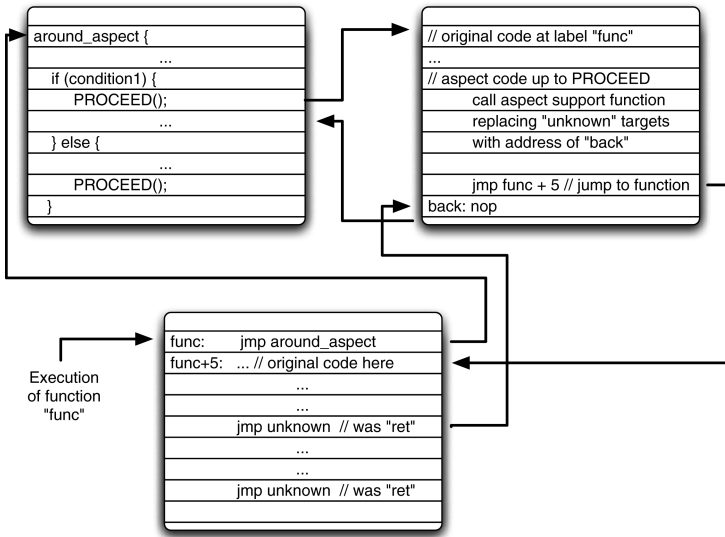 around_aspect {
...
if (condition1) {
PROCEED();
...
} else {
...
PROCEED();
}
// original code at label "func"
...
// aspect code up to PROCEED
call aspect support function
replacing "unknown" targets
with address of "back"
jmp func + 5 // jump to function
back: nop
Execution
of function
"func"
func: jmp around_aspect
func+5: ... // original code here
...
...
jmp unknown // was "ret"
...
...
jmp unknown // was "ret"